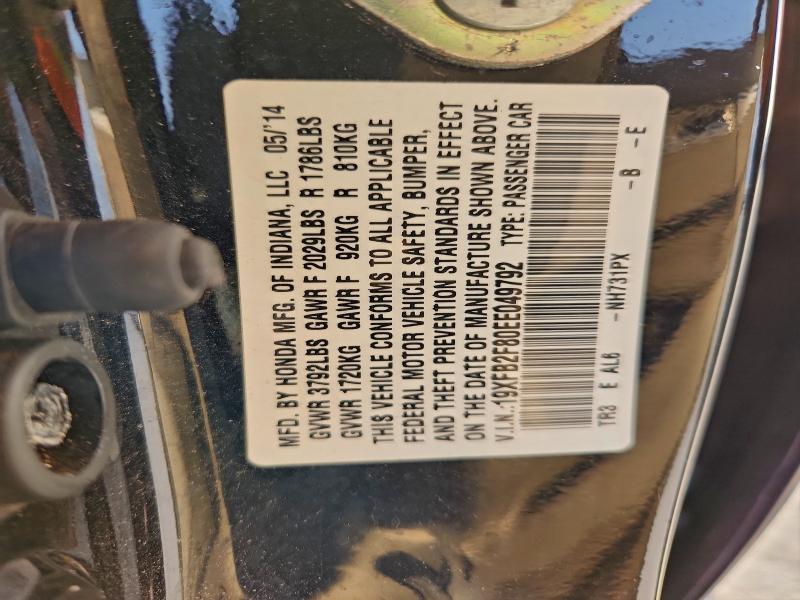 MFD. BY HONDA MFG. OF INDIANA, LLC 05/'14
GVWR 3792LBS GAWR F 2029LBS R 1786LBS
GVWR 1720KG GAWR F 920KG R 810KG
THIS VEHICLE CONFORMS TO ALL APPLICABLE
FEDERAL MOTOR VEHICLE SAFETY, BUMPER,
AND THEFT PREVENTION STANDARDS IN EFFECT
ON THE DATE OF MANUFACTURE SHOWN ABOVE.
V.I.N.:19XFB2F80EE049792 TYPE: PASSENGER CAR
TR3 E AL6 -NH731PX -B -E